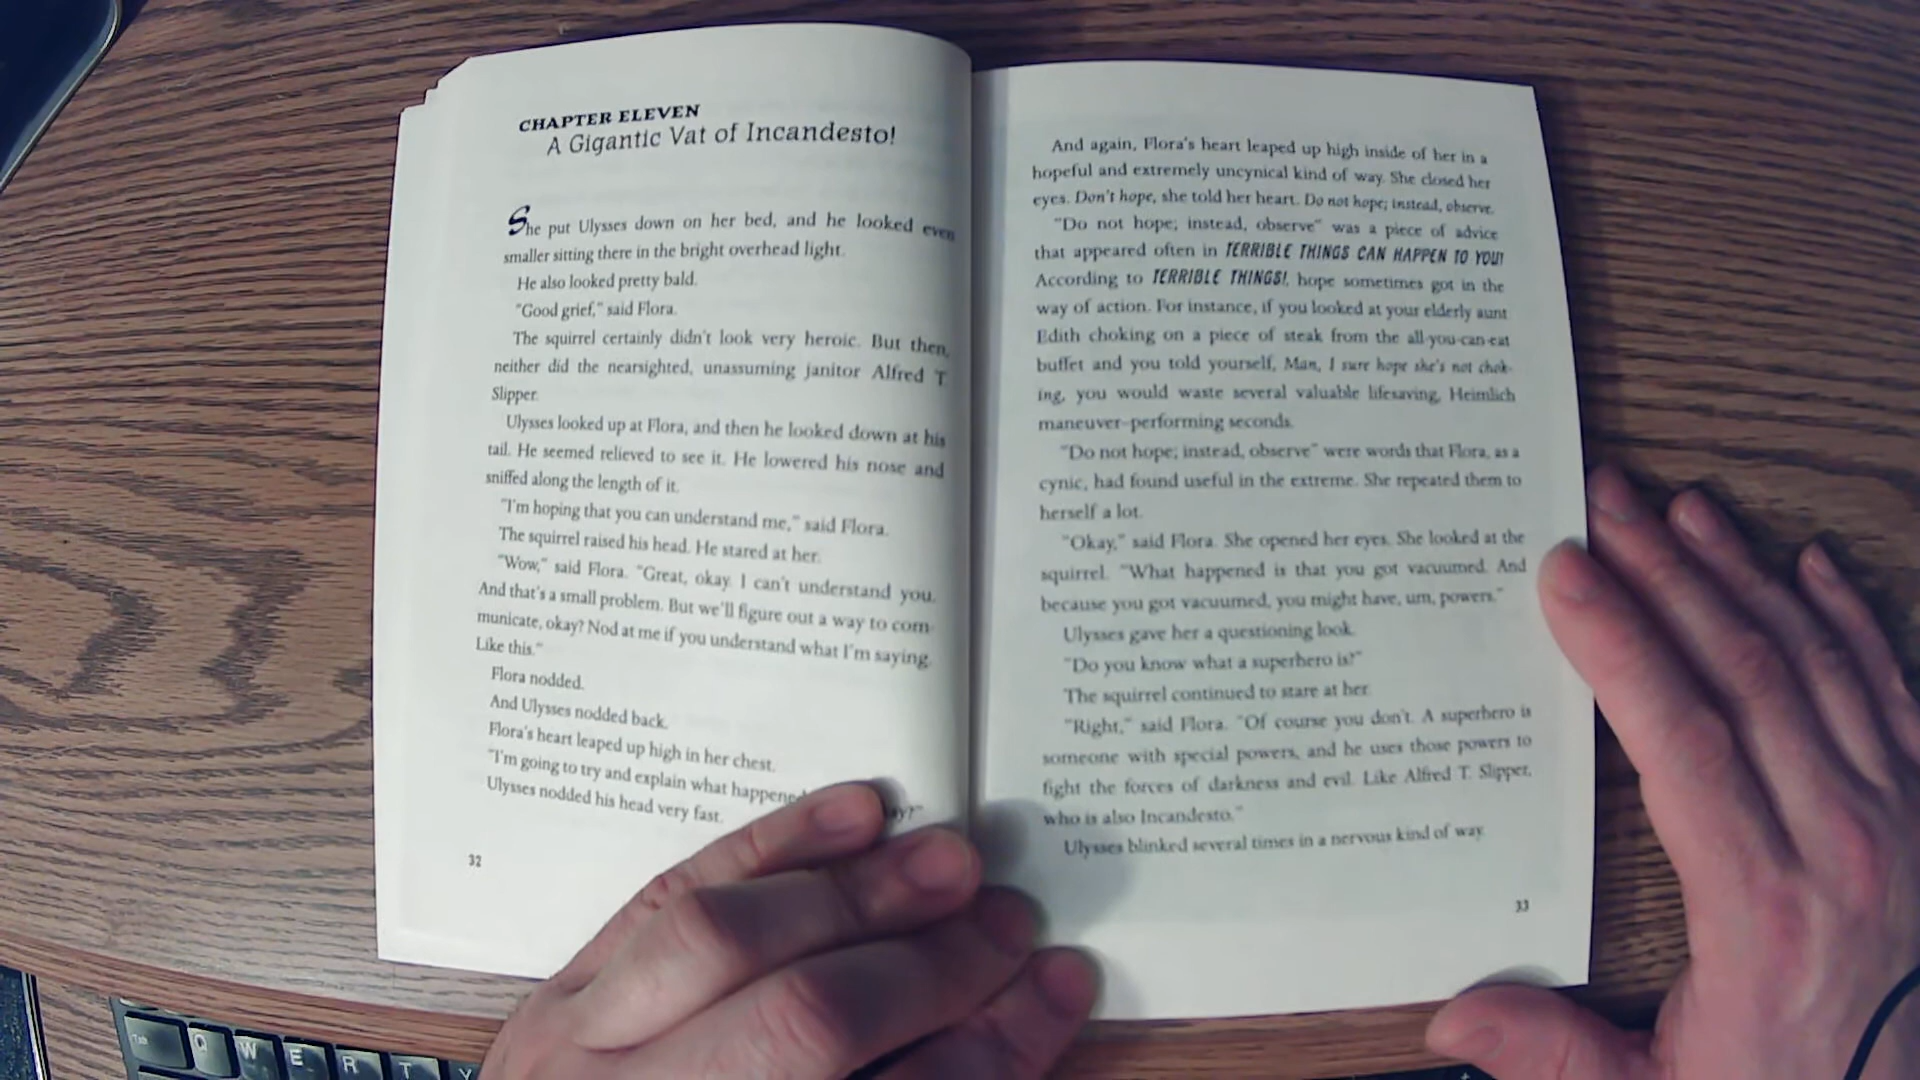 CHAPTER ELEVEN
A Gigantic Vat of Incandesto!
She put Ulysses down on her bed, and he looked even
smaller sitting there in the bright overhead light.
He also looked pretty bald.
"Good grief," said Flora.
The squirrel certainly didn't look very heroic. But then,
neither did the nearsighted, unassuming janitor Alfred T.
Slipper.
Ulysses looked up at Flora, and then he looked down at his
tail. He seemed relieved to see it. He lowered his nose and
sniffed along the length of it.
"I'm hoping that you can understand me," said Flora.
The squirrel raised his head. He stared at her.
"Wow," said Flora. "Great, okay. I can't understand you.
And that's a small problem. But we'll figure out a way to com-
municate, okay? Nod at me if you understand what I'm saying.
Like this."
Flora nodded.
And Ulysses nodded back.
Flora's heart leaped up high in her chest.
"I'm going to try and explain what happened
Ulysses nodded his head very fast.
32
And again, Flora's heart leaped up high inside of her in a
hopeful and extremely uncynical kind of way. She closed her
eyes. Don't hope, she told her heart. Do not hope; instead, observe.
"Do not hope; instead, observe" was a piece of advice
that appeared often in TERRIBLE THINGS CAN HAPPEN TO YOU!
According to TERRIBLE THINGS!, hope sometimes got in the
way of action. For instance, if you looked at your elderly aunt
Edith choking on a piece of steak from the all-you-can-eat
buffet and you told yourself, Man, I sure hope she's not chok-
ing, you would waste several valuable lifesaving, Heimlich
maneuver–performing seconds.
"Do not hope; instead, observe" were words that Flora, as a
cynic, had found useful in the extreme. She repeated them to
herself a lot.
"Okay," said Flora. She opened her eyes. She looked at the
squirrel. "What happened is that you got vacuumed. And
because you got vacuumed, you might have, um, powers."
Ulysses gave her a questioning look.
"Do you know what a superhero is?"
The squirrel continued to stare at her.
"Right," said Flora. "Of course you don't. A superhero is
someone with special powers, and he uses those powers to
fight the forces of darkness and evil. Like Alfred T. Slipper,
who is also Incandesto."
Ulysses blinked several times in a nervous kind of way.
33
Tab Q W E R T Y